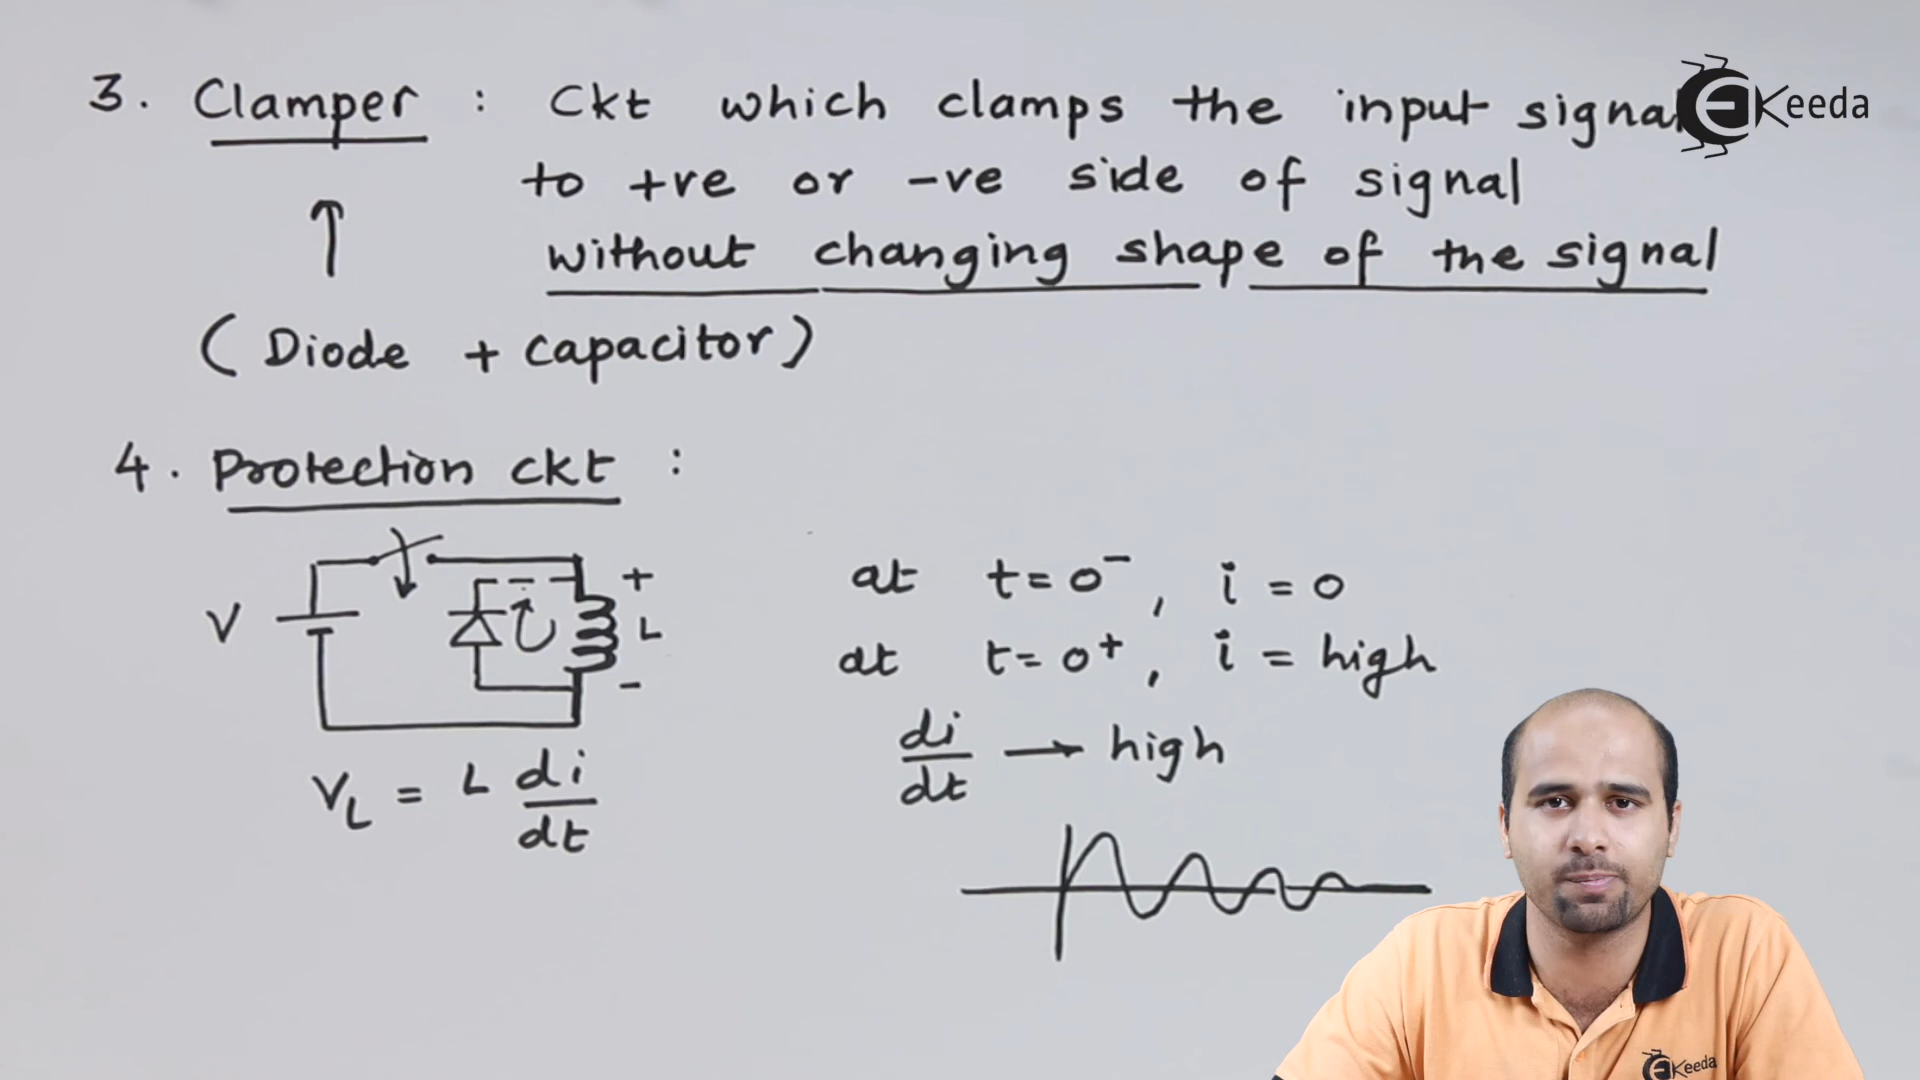 3. Clamper : Ckt which clamps the input signal
to +ve or -ve side of signal
without changing shape of the signal
(Diode + capacitor)
4. Protection ckt :
V
+
L
-
V_L = L di/dt
at t = 0⁻, i = 0
at t = 0⁺, i = high
di/dt → high
EKeeda
EKeeda